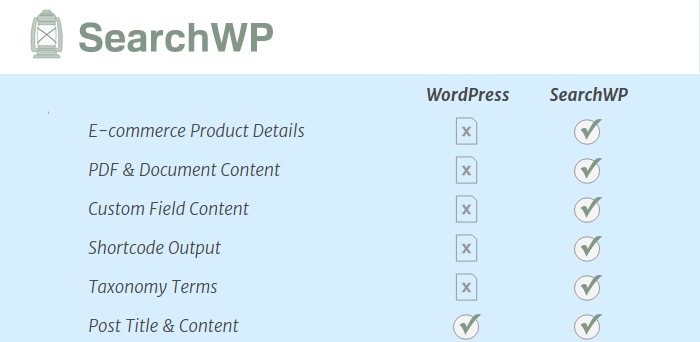 SearchWP
WordPress SearchWP
E-commerce Product Details
PDF & Document Content
Custom Field Content
Shortcode Output
Taxonomy Terms
Post Title & Content